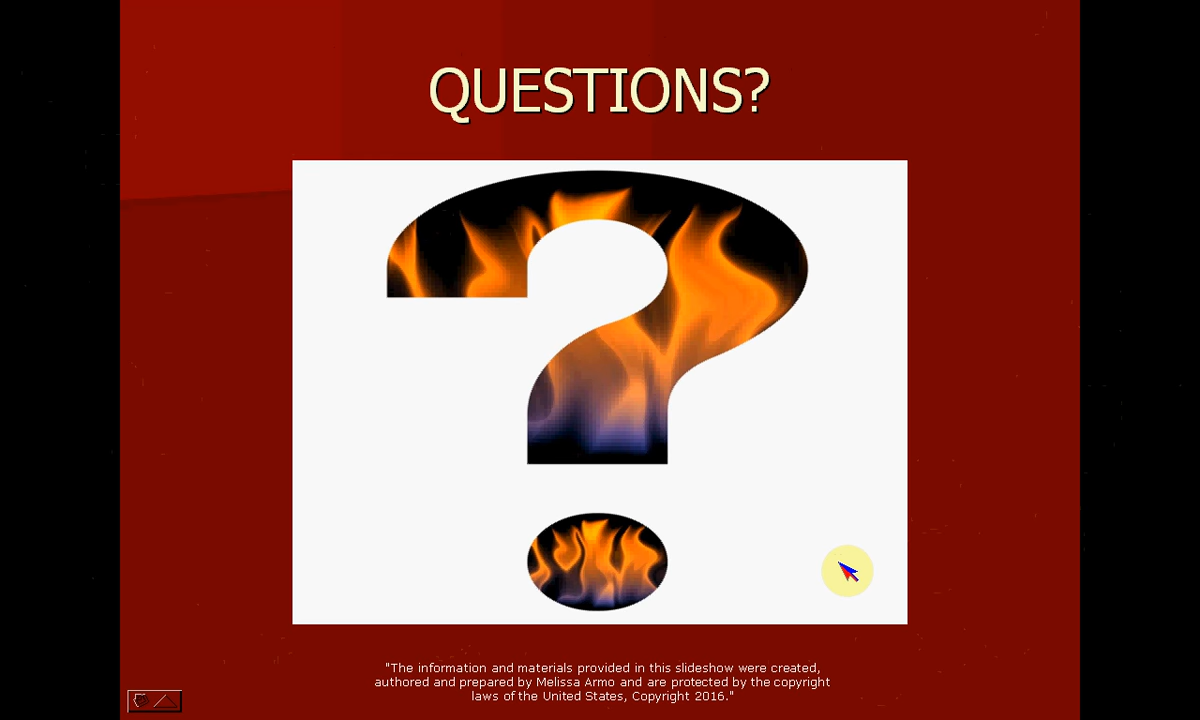 QUESTIONS?
?
"The information and materials provided in this slideshow were created,
authored and prepared by Melissa Armo and are protected by the copyright
laws of the United States, Copyright 2016."